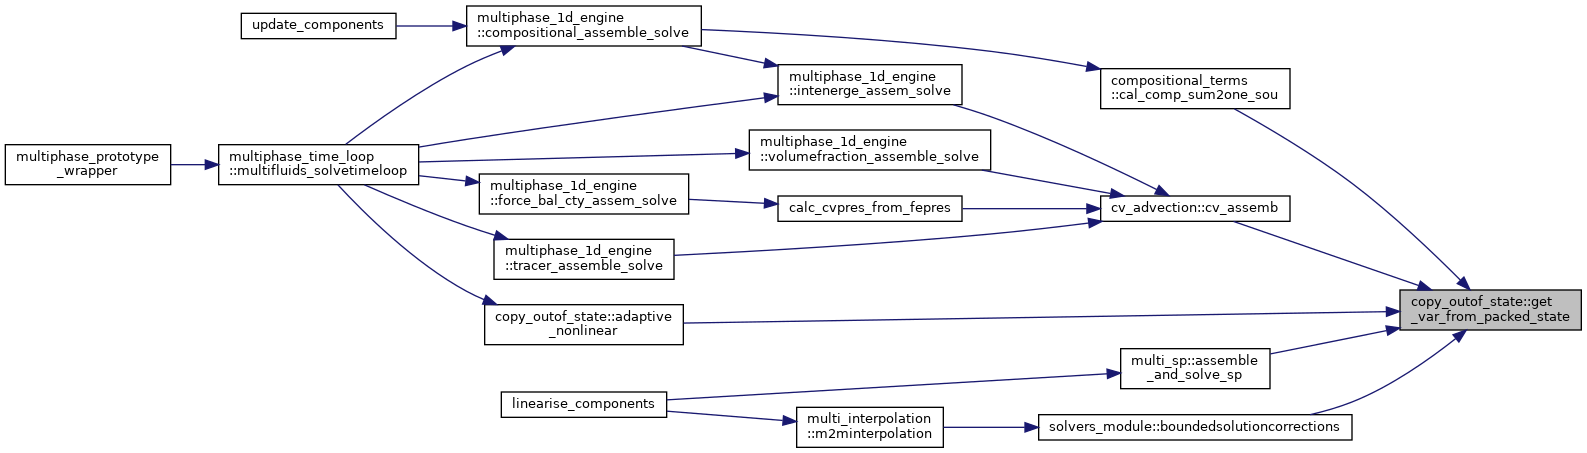 update_components
multiphase_1d_engine
::compositional_assemble_solve
multiphase_1d_engine
::intenerge_assem_solve
compositional_terms
::cal_comp_sum2one_sou
multiphase_prototype
_wrapper
multiphase_time_loop
::multifluids_solvetimeloop
multiphase_1d_engine
::volumefraction_assemble_solve
multiphase_1d_engine
::force_bal_cty_assem_solve
calc_cvpres_from_fepres
cv_advection::cv_assemb
multiphase_1d_engine
::tracer_assemble_solve
copy_outof_state::adaptive
_nonlinear
copy_outof_state::get
_var_from_packed_state
multi_sp::assemble
_and_solve_sp
linearise_components
multi_interpolation
::m2minterpolation
solvers_module::boundedsolutioncorrections